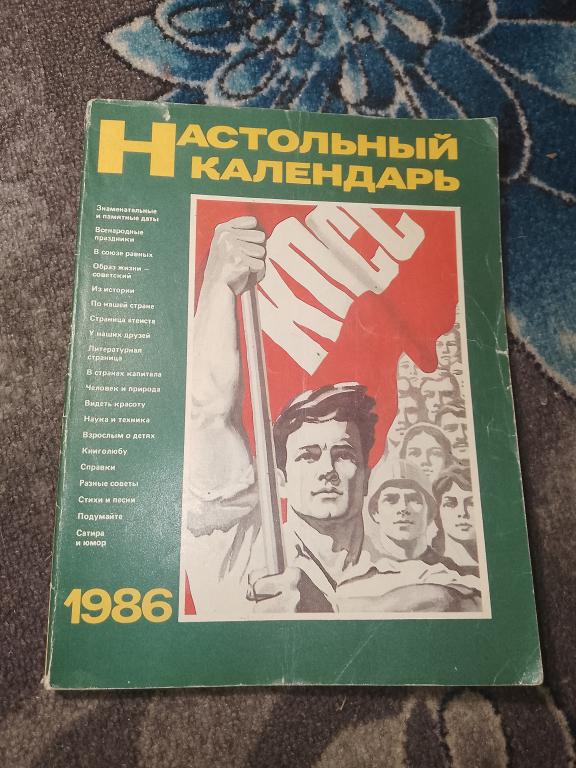 НАСТОЛЬНЫЙ
КАЛЕНДАРЬ
Знаменательные
и памятные даты
Всенародные
праздники
В союзе равных
Образ жизни —
советский
Из истории
По нашей стране
Страница атеиста
У наших друзей
Литературная
страница
В странах капитала
Человек и природа
Видеть красоту
Наука и техника
Взрослым о детях
Книголюбу
Справки
Разные советы
Стихи и песни
Подумайте
Сатира
и юмор
КПСС
1986